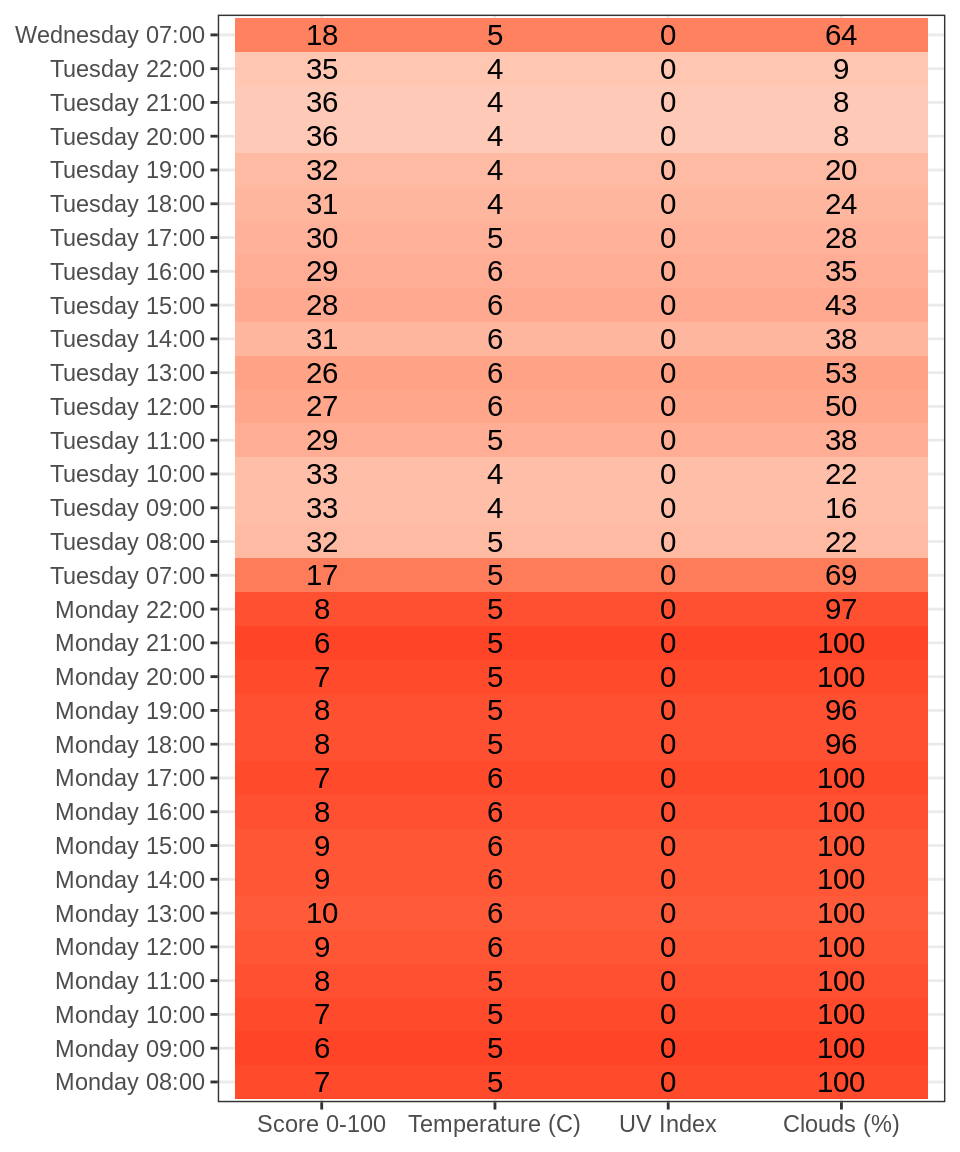 Wednesday 07:00 18 5 0 64
Tuesday 22:00 35 4 0 9
Tuesday 21:00 36 4 0 8
Tuesday 20:00 36 4 0 8
Tuesday 19:00 32 4 0 20
Tuesday 18:00 31 4 0 24
Tuesday 17:00 30 5 0 28
Tuesday 16:00 29 6 0 35
Tuesday 15:00 28 6 0 43
Tuesday 14:00 31 6 0 38
Tuesday 13:00 26 6 0 53
Tuesday 12:00 27 6 0 50
Tuesday 11:00 29 5 0 38
Tuesday 10:00 33 4 0 22
Tuesday 09:00 33 4 0 16
Tuesday 08:00 32 5 0 22
Tuesday 07:00 17 5 0 69
Monday 22:00 8 5 0 97
Monday 21:00 6 5 0 100
Monday 20:00 7 5 0 100
Monday 19:00 8 5 0 96
Monday 18:00 8 5 0 96
Monday 17:00 7 6 0 100
Monday 16:00 8 6 0 100
Monday 15:00 9 6 0 100
Monday 14:00 9 6 0 100
Monday 13:00 10 6 0 100
Monday 12:00 9 6 0 100
Monday 11:00 8 5 0 100
Monday 10:00 7 5 0 100
Monday 09:00 6 5 0 100
Monday 08:00 7 5 0 100
Score 0-100 Temperature (C) UV Index Clouds (%)